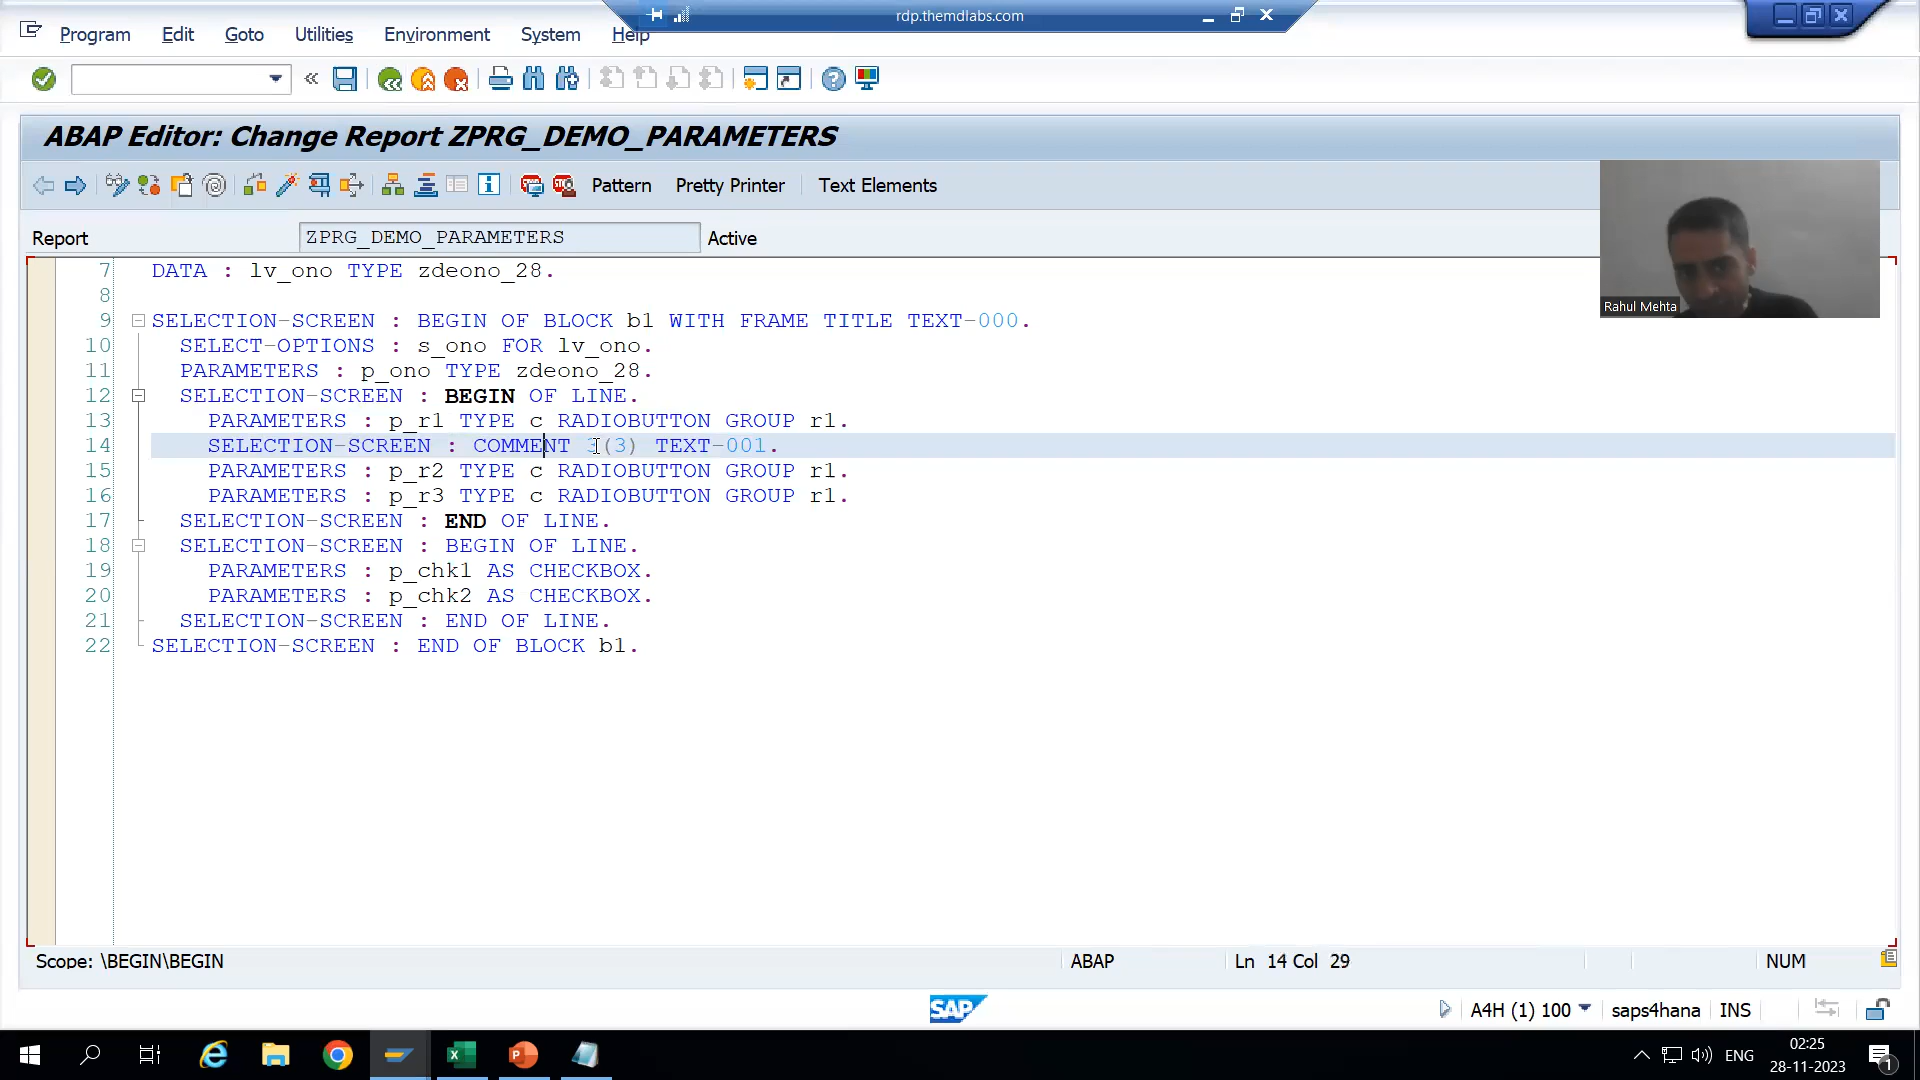 rdp.themdlabs.com
Program Edit Goto Utilities Environment System Help
ABAP Editor: Change Report ZPRG_DEMO_PARAMETERS
Pattern Pretty Printer Text Elements
Report ZPRG_DEMO_PARAMETERS Active
Rahul Mehta
7 DATA : lv_ono TYPE zdeono_28.
8
9 SELECTION-SCREEN : BEGIN OF BLOCK b1 WITH FRAME TITLE TEXT-000.
10 SELECT-OPTIONS : s_ono FOR lv_ono.
11 PARAMETERS : p_ono TYPE zdeono_28.
12 SELECTION-SCREEN : BEGIN OF LINE.
13 PARAMETERS : p_r1 TYPE c RADIOBUTTON GROUP r1.
14 SELECTION-SCREEN : COMMENT 3(3) TEXT-001.
15 PARAMETERS : p_r2 TYPE c RADIOBUTTON GROUP r1.
16 PARAMETERS : p_r3 TYPE c RADIOBUTTON GROUP r1.
17 SELECTION-SCREEN : END OF LINE.
18 SELECTION-SCREEN : BEGIN OF LINE.
19 PARAMETERS : p_chk1 AS CHECKBOX.
20 PARAMETERS : p_chk2 AS CHECKBOX.
21 SELECTION-SCREEN : END OF LINE.
22 SELECTION-SCREEN : END OF BLOCK b1.
Scope: \BEGIN\BEGIN ABAP Ln 14 Col 29 NUM
SAP A4H (1) 100 saps4hana INS
ENG 02:25
28-11-2023 1